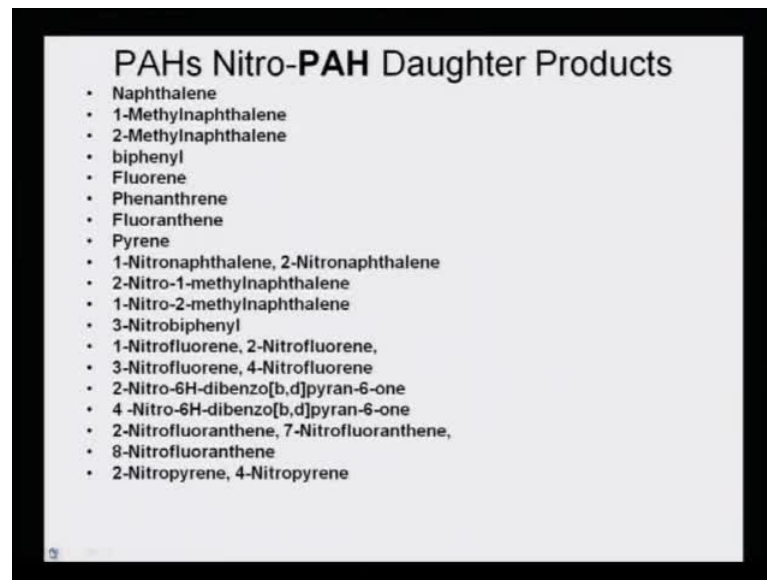 PAHs Nitro-PAH Daughter Products
• Naphthalene
• 1-Methylnaphthalene
• 2-Methylnaphthalene
• biphenyl
• Fluorene
• Phenanthrene
• Fluoranthene
• Pyrene
• 1-Nitronaphthalene, 2-Nitronaphthalene
• 2-Nitro-1-methylnaphthalene
• 1-Nitro-2-methylnaphthalene
• 3-Nitrobiphenyl
• 1-Nitrofluorene, 2-Nitrofluorene,
• 3-Nitrofluorene, 4-Nitrofluorene
• 2-Nitro-6H-dibenzo[b,d]pyran-6-one
• 4 -Nitro-6H-dibenzo[b,d]pyran-6-one
• 2-Nitrofluoranthene, 7-Nitrofluoranthene,
• 8-Nitrofluoranthene
• 2-Nitropyrene, 4-Nitropyrene